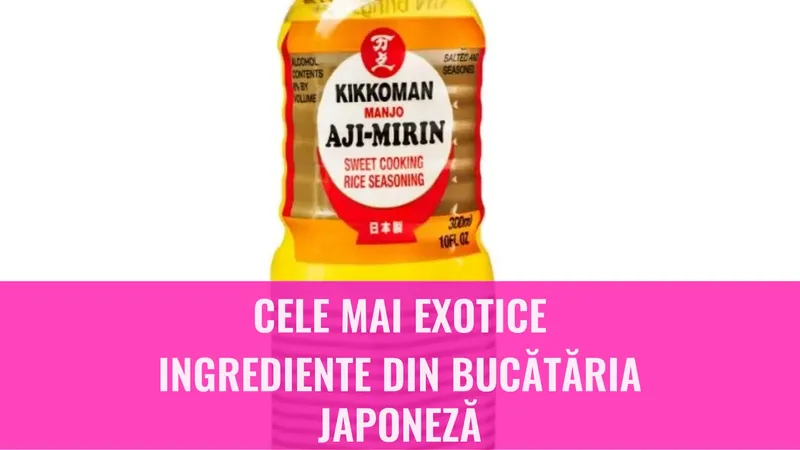 ALCOHOL
CONTENTS
8% BY
VOLUME
SALTED AND
SEASONED
万上
KIKKOMAN
MANJO
AJI-MIRIN
SWEET COOKING
RICE SEASONING
日本製
300ml
10FL OZ
CELE MAI EXOTICE
INGREDIENTE DIN BUCĂTĂRIA
JAPONEZĂ